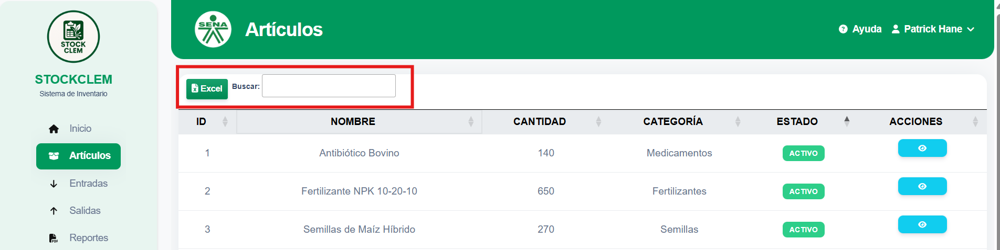 STOCK
CLEM
STOCKCLEM
Sistema de Inventario
Inicio
Artículos
Entradas
Salidas
Reportes
PDF
SENA
Artículos
Ayuda
Patrick Hane
Excel
Buscar:
ID NOMBRE CANTIDAD CATEGORÍA ESTADO ACCIONES
1 Antibiótico Bovino 140 Medicamentos ACTIVO
2 Fertilizante NPK 10-20-10 650 Fertilizantes ACTIVO
3 Semillas de Maíz Híbrido 270 Semillas ACTIVO